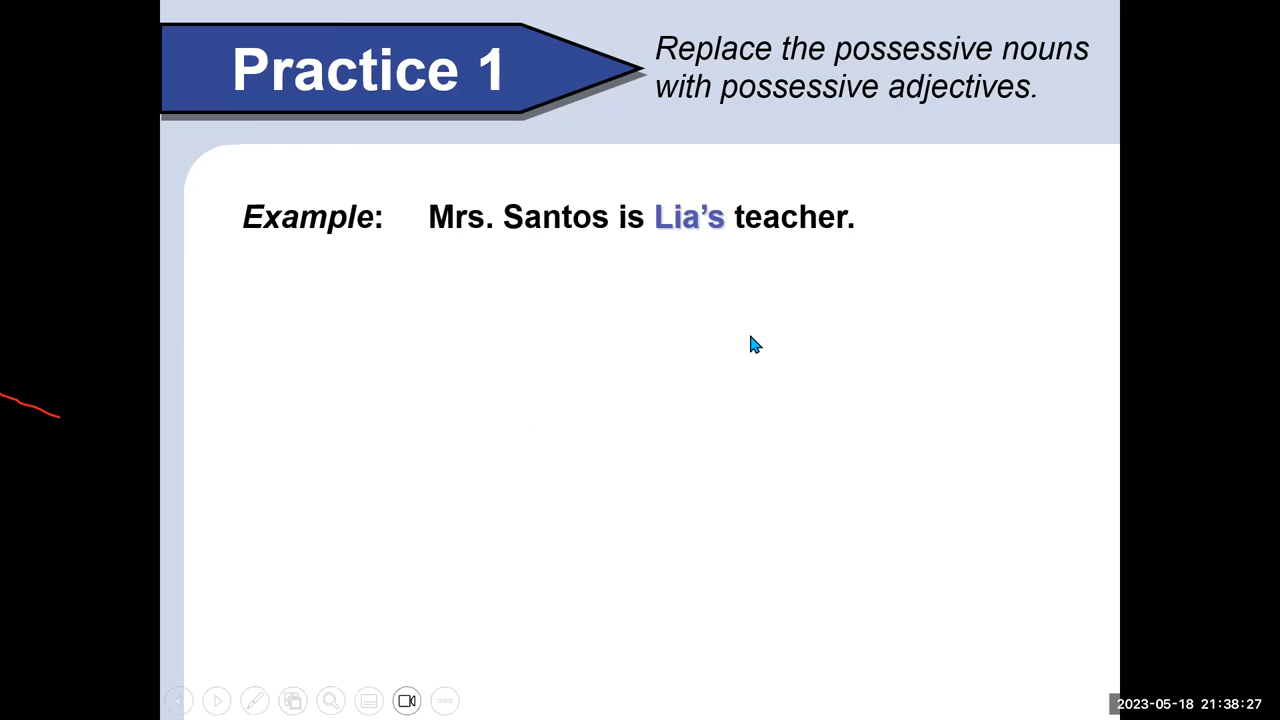 Practice 1
Replace the possessive nouns
with possessive adjectives.
Example: Mrs. Santos is Lia’s teacher.
2023-05-18 21:38:27